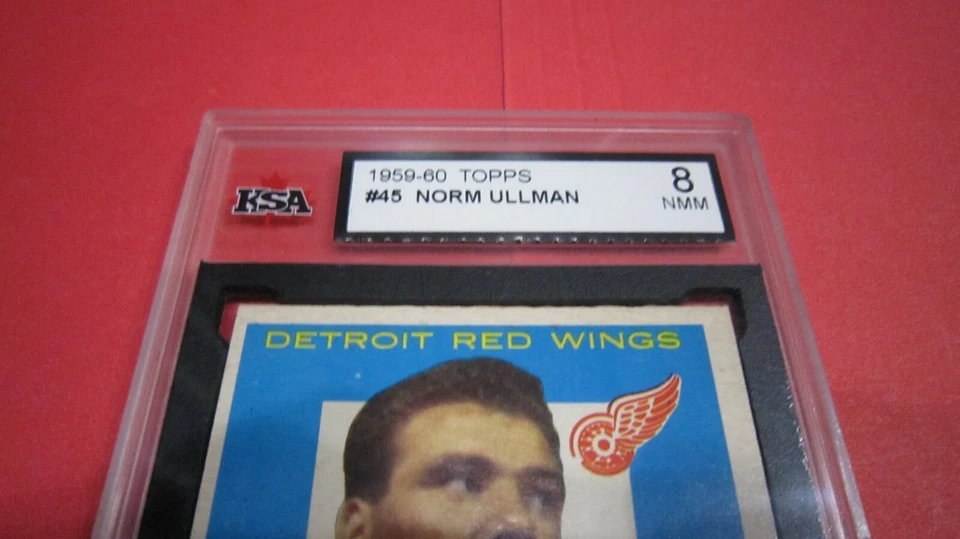 KSA
1959-60 TOPPS
#45 NORM ULLMAN
8
NMM
DETROIT RED WINGS